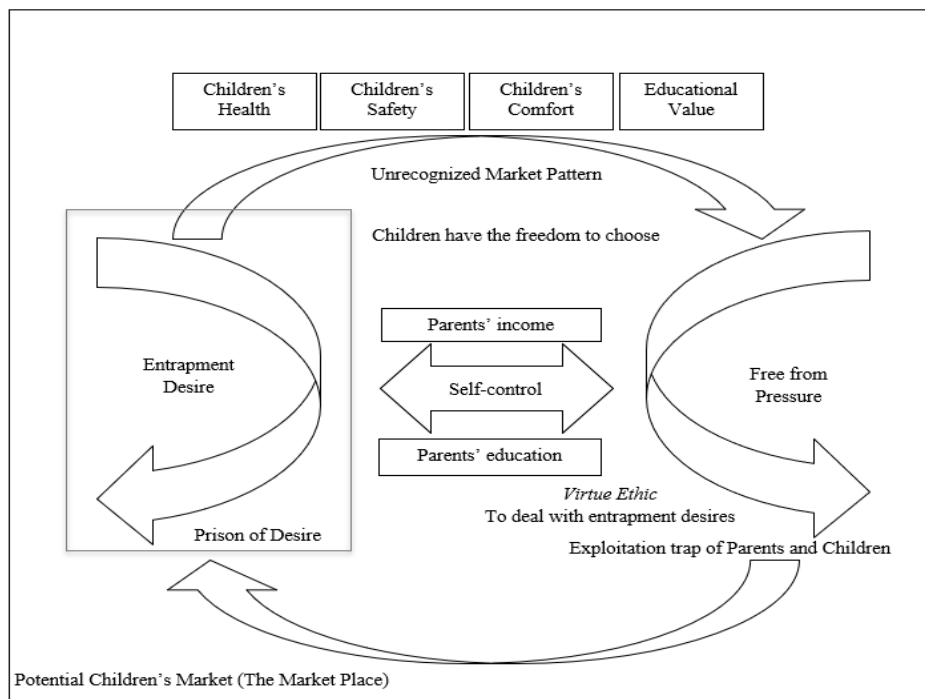 Children’s
Health
Children’s
Safety
Children’s
Comfort
Educational
Value
Unrecognized Market Pattern
Children have the freedom to choose
Parents’ income
Entrapment
Desire
Self-control
Free from
Pressure
Parents’ education
Virtue Ethic
To deal with entrapment desires
Prison of Desire
Exploitation trap of Parents and Children
Potential Children’s Market (The Market Place)